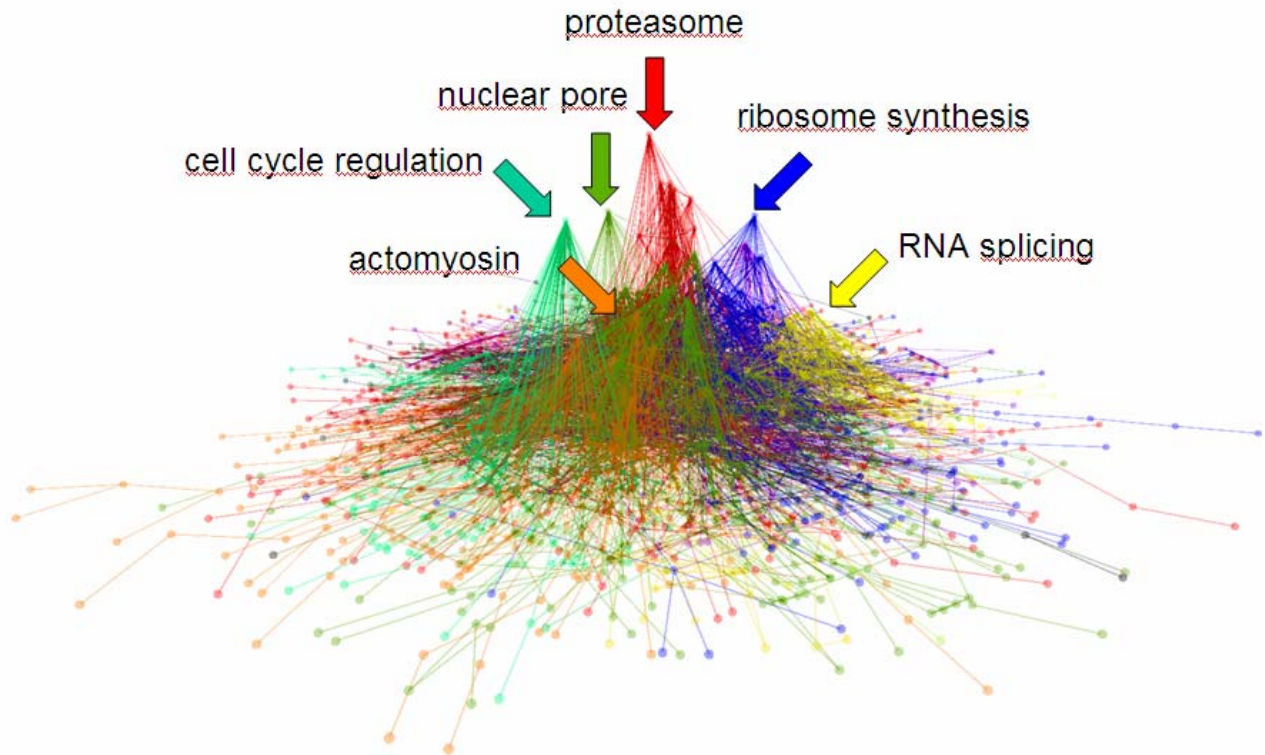 proteasome
nuclear pore
ribosome synthesis
cell cycle regulation
actomyosin
RNA splicing